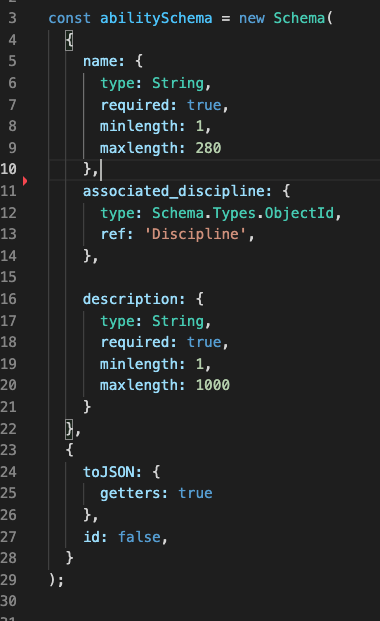 3 const abilitySchema = new Schema(
4 {
5 name: {
6 type: String,
7 required: true,
8 minlength: 1,
9 maxlength: 280
10 },
11 associated_discipline: {
12 type: Schema.Types.ObjectId,
13 ref: 'Discipline',
14 },
15
16 description: {
17 type: String,
18 required: true,
19 minlength: 1,
20 maxlength: 1000
21 }
22 },
23 {
24 toJSON: {
25 getters: true
26 },
27 id: false,
28 }
29 );
30